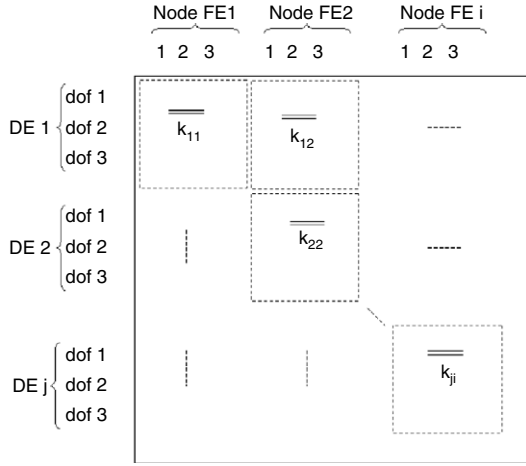 Node FE1 Node FE2 Node FE i
1 2 3 1 2 3 1 2 3
DE 1
dof 1
dof 2
dof 3
k11 k12
DE 2
dof 1
dof 2
dof 3
k22
DE j
dof 1
dof 2
dof 3
kji